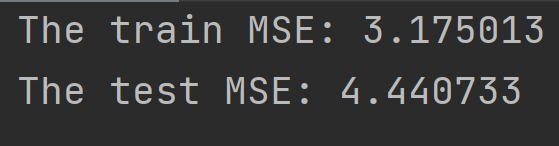 The train MSE: 3.175013
The test MSE: 4.440733